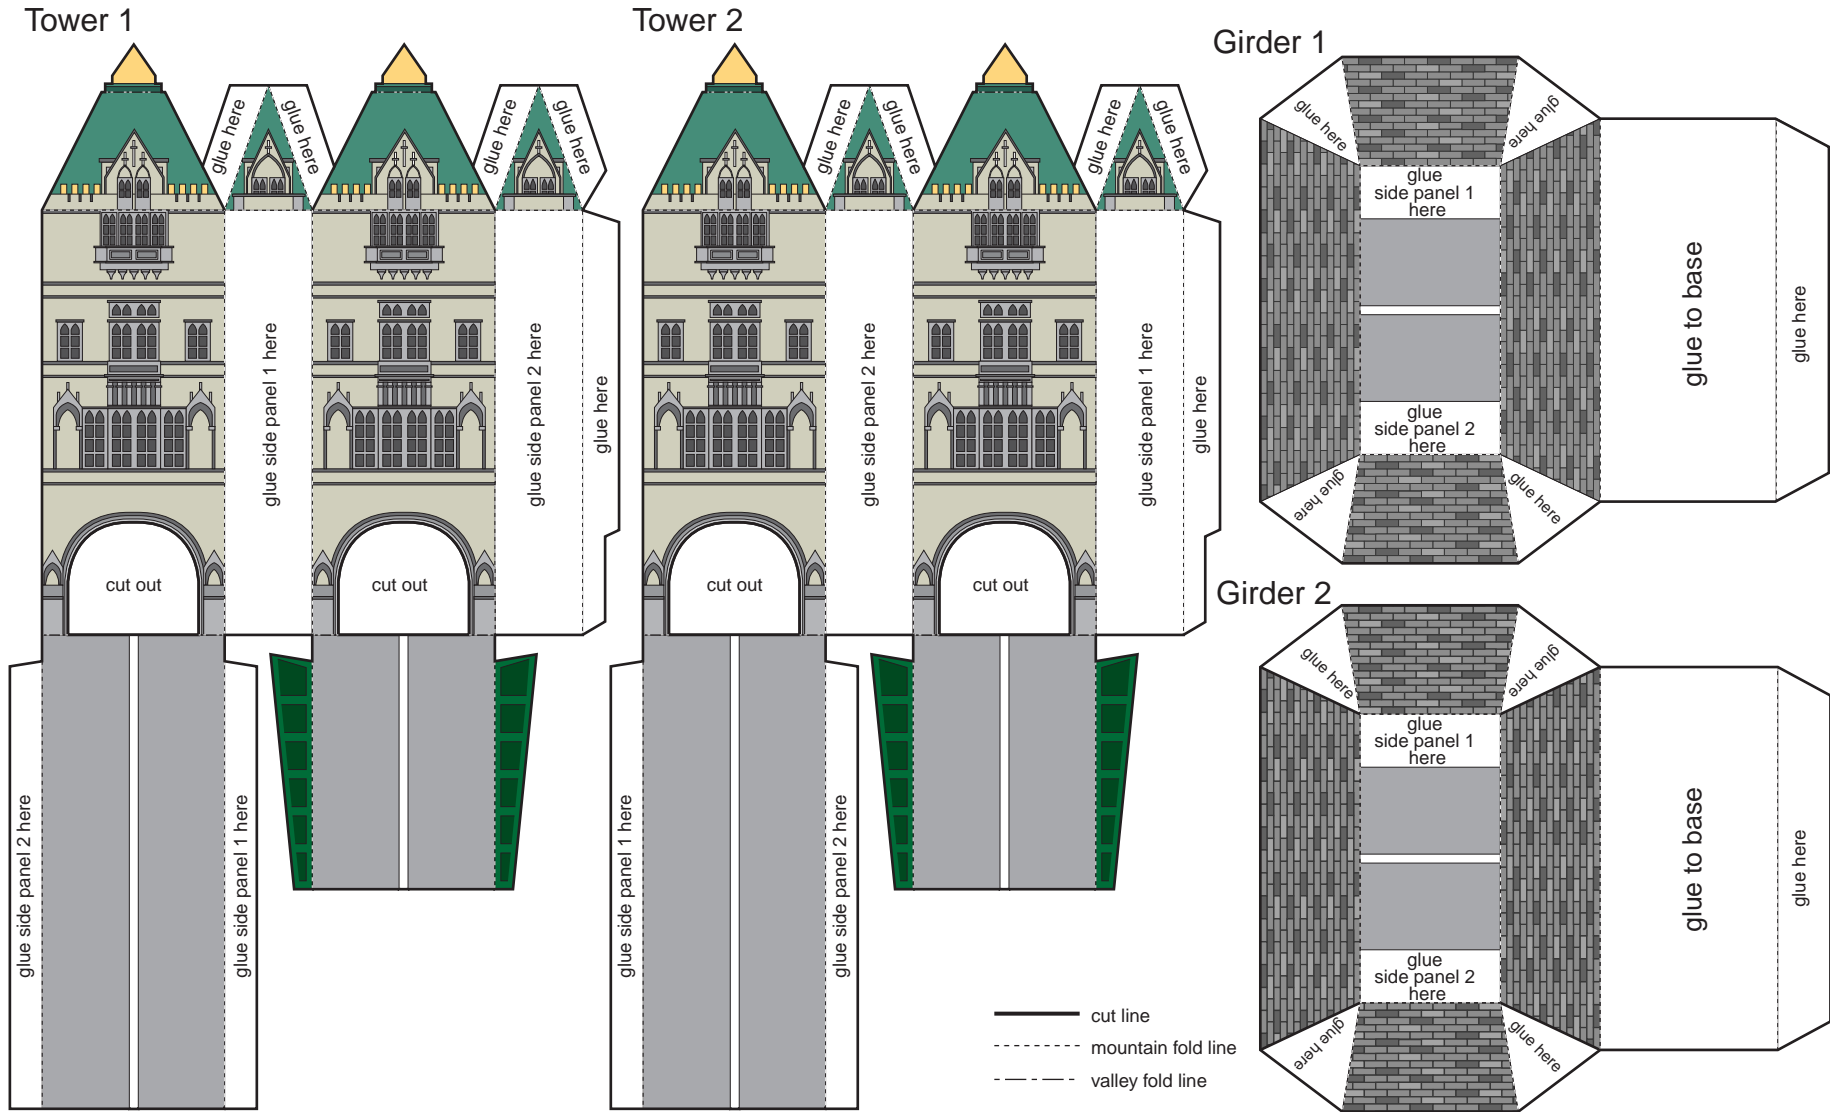 Tower 1
glue here
glue here
glue here
glue here
glue side panel 1 here
glue side panel 2 here
glue here
cut out
cut out
glue side panel 2 here
glue side panel 1 here
Tower 2
glue here
glue here
glue here
glue here
glue side panel 2 here
glue side panel 1 here
glue here
cut out
cut out
glue side panel 1 here
glue side panel 2 here
Girder 1
glue here
glue here
glue
side panel 1
here
glue
side panel 2
here
glue here
glue here
glue to base
glue here
Girder 2
glue here
glue here
glue
side panel 1
here
glue
side panel 2
here
glue here
glue here
glue to base
glue here
cut line
mountain fold line
valley fold line